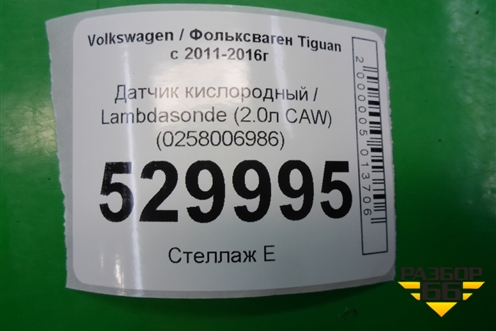 Volkswagen / Фольксваген Tiguan
с 2011-2016г
Датчик кислородный /
Lambdasonde (2.0л CAW)
(0258006986)
529995
Стеллаж Е
2000005013706
РАЗБОР
66